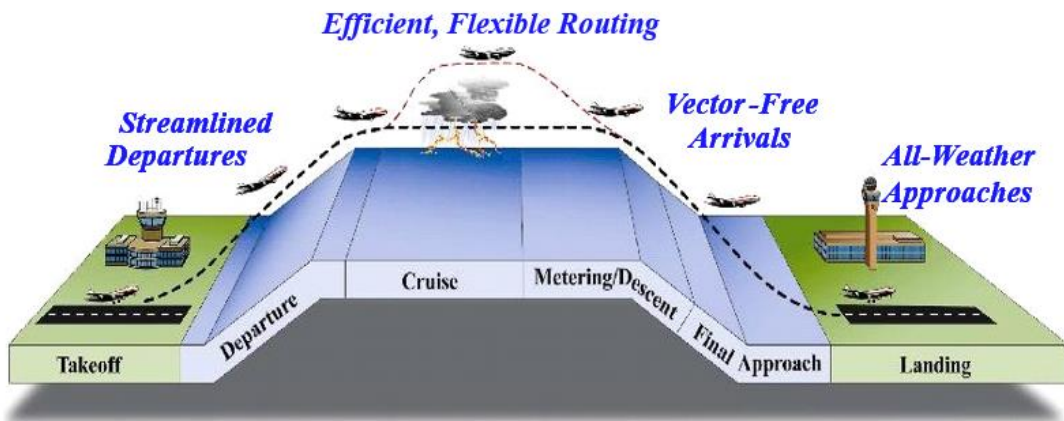 Efficient, Flexible Routing
Streamlined
Departures
Vector-Free
Arrivals
All-Weather
Approaches
Takeoff
Departure
Cruise
Metering/Descent
Final Approach
Landing